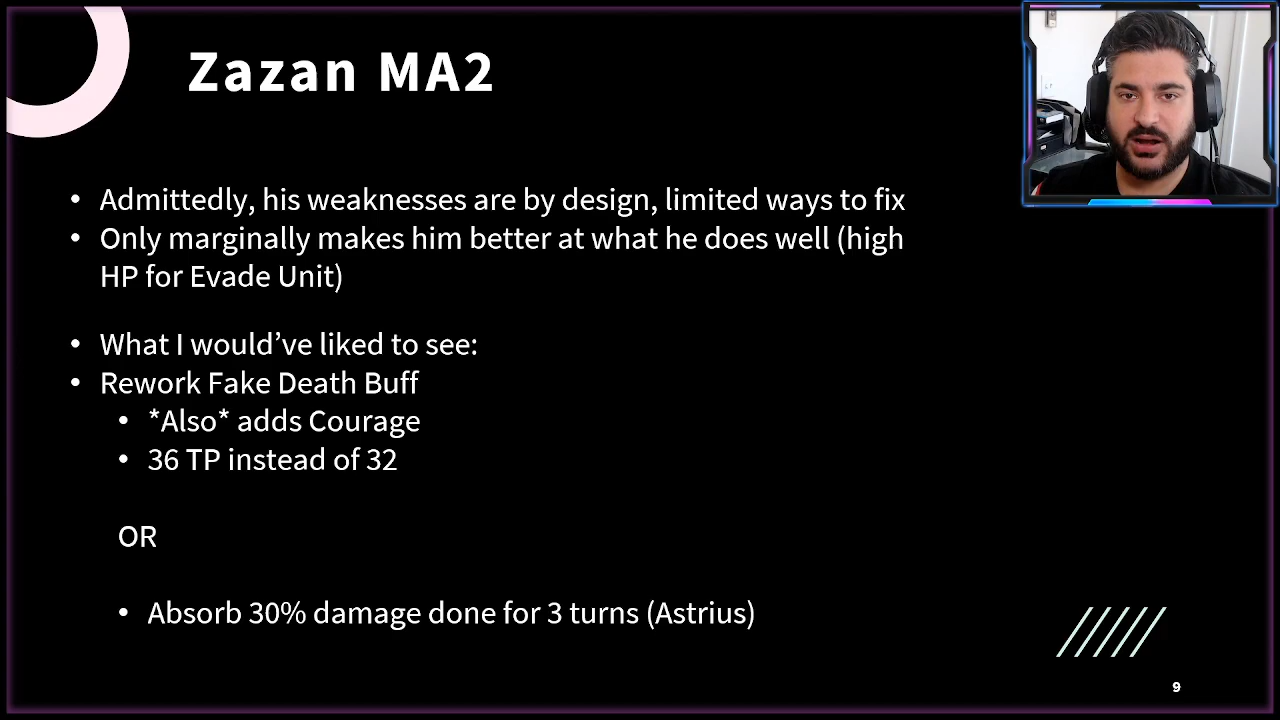 Zazan MA2
• Admittedly, his weaknesses are by design, limited ways to fix
• Only marginally makes him better at what he does well (high
HP for Evade Unit)
• What I would’ve liked to see:
• Rework Fake Death Buff
• *Also* adds Courage
• 36 TP instead of 32
OR
• Absorb 30% damage done for 3 turns (Astrius)
9